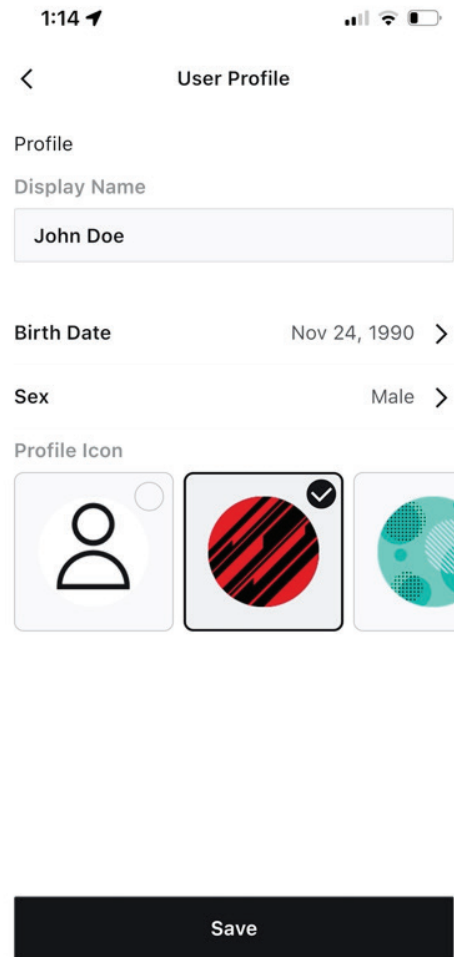 1:14
User Profile
Profile
Display Name
John Doe
Birth Date Nov 24, 1990
Sex Male
Profile Icon
Save